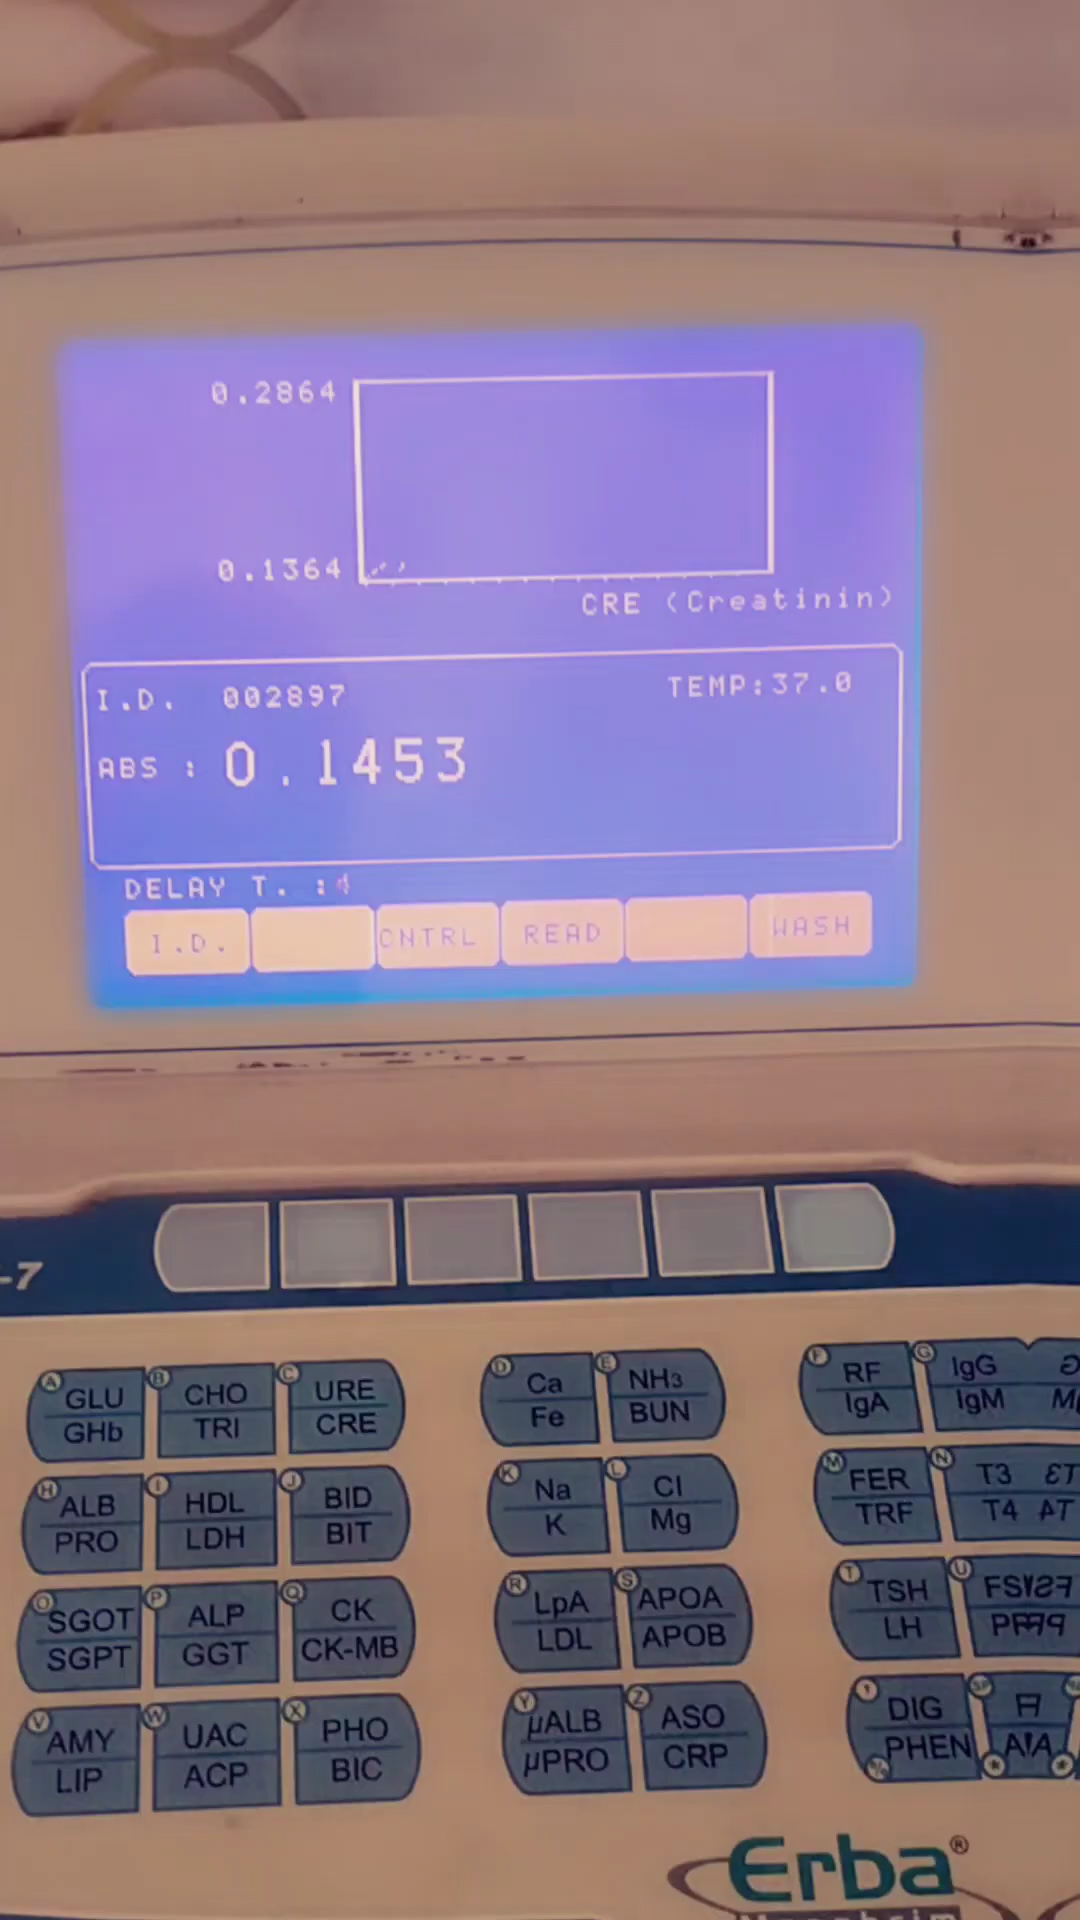 0.2864
0.1364
CRE (Creatinin)
I.D. 002897 TEMP:37.0
ABS : 0.1453
DELAY T. :
I.D. CNTRL READ WASH
-7
A GLU GHb
B CHO TRI
C URE CRE
D Ca Fe
E NH3 BUN
F RF IgA
G IgG IgM
H ALB PRO
I HDL LDH
J BID BIT
K Na K
L Cl Mg
M FER TRF
N T3 T4
O SGOT SGPT
P ALP GGT
Q CK CK-MB
R LpA LDL
S APOA APOB
T TSH LH
U
V AMY LIP
W UAC ACP
X PHO BIC
Y µALB µPRO
Z ASO CRP
DIG PHEN
Erba®